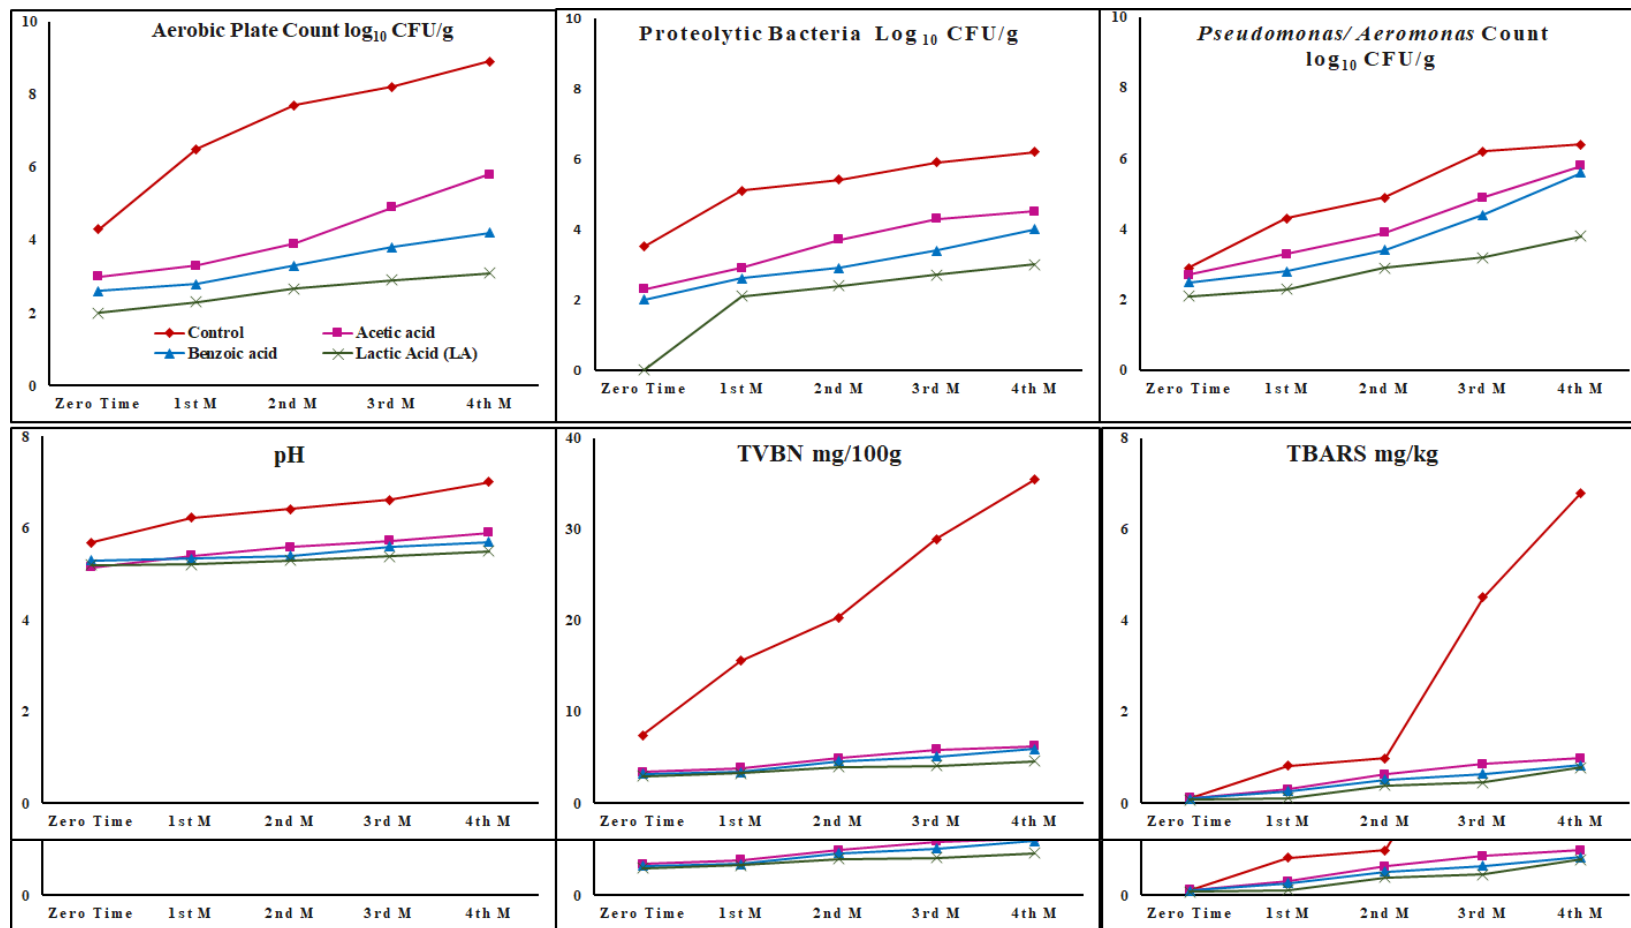 Aerobic Plate Count log10 CFU/g
10
8
6
4
2
0
Control
Acetic acid
Benzoic acid
Lactic Acid (LA)
Zero Time 1st M 2nd M 3rd M 4th M
Proteolytic Bacteria Log 10 CFU/g
10
8
6
4
2
0
Zero Time 1st M 2nd M 3rd M 4th M
Pseudomonas/ Aeromonas Count
log10 CFU/g
10
8
6
4
2
0
Zero Time 1st M 2nd M 3rd M 4th M
pH
8
6
4
2
0
Zero Time 1st M 2nd M 3rd M 4th M
TVBN mg/100g
40
30
20
10
0
Zero Time 1st M 2nd M 3rd M 4th M
TBARS mg/kg
8
6
4
2
0
Zero Time 1st M 2nd M 3rd M 4th M
0
Zero Time 1st M 2nd M 3rd M 4th M
0
Zero Time 1st M 2nd M 3rd M 4th M
0
Zero Time 1st M 2nd M 3rd M 4th M